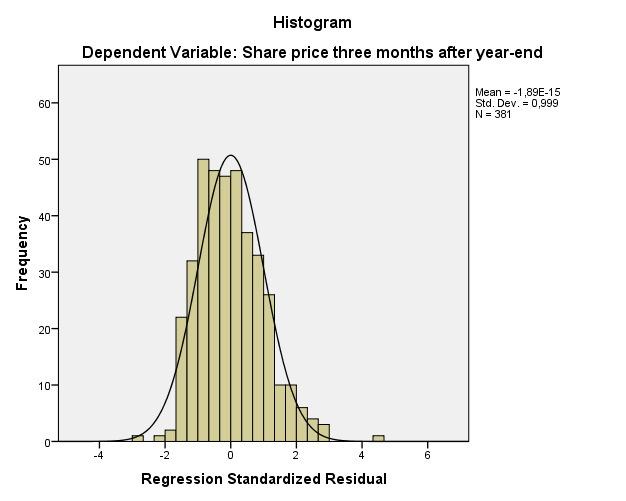 Histogram
Dependent Variable: Share price three months after year-end
Mean = -1,89E-15
Std. Dev. = 0,999
N = 381
60
50
40
30
20
10
0
Frequency
-4 -2 0 2 4 6
Regression Standardized Residual